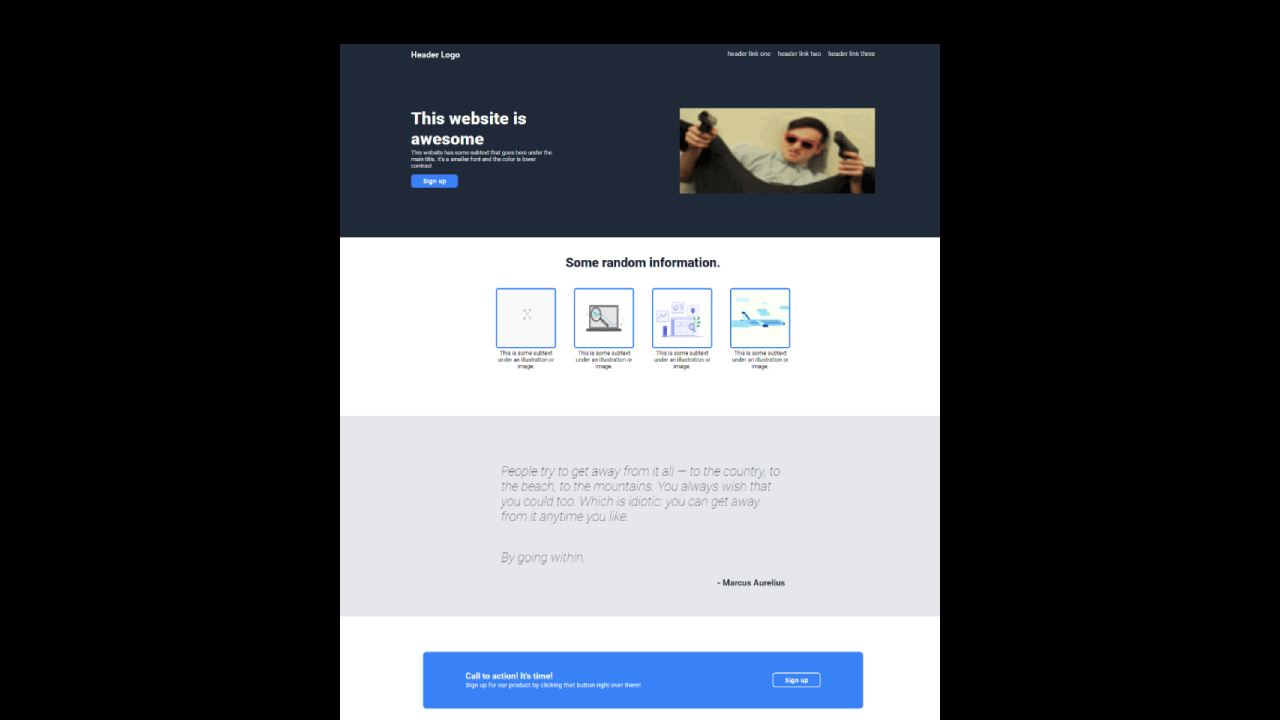 Header Logo
header link one header link two header link three
This website is
awesome
This website has some subtext that goes here under the
main title. It's a smaller font and the color is lower
contrast
Sign up
Some random information.
This is some subtext
under an illustration or
image.
This is some subtext
under an illustration or
image.
This is some subtext
under an illustration or
image.
This is some subtext
under an illustration or
image.
People try to get away from it all — to the country, to
the beach, to the mountains. You always wish that
you could too. Which is idiotic: you can get away
from it anytime you like.
By going within.
- Marcus Aurelius
Call to action! It's time!
Sign up for our product by clicking that button right over there!
Sign up